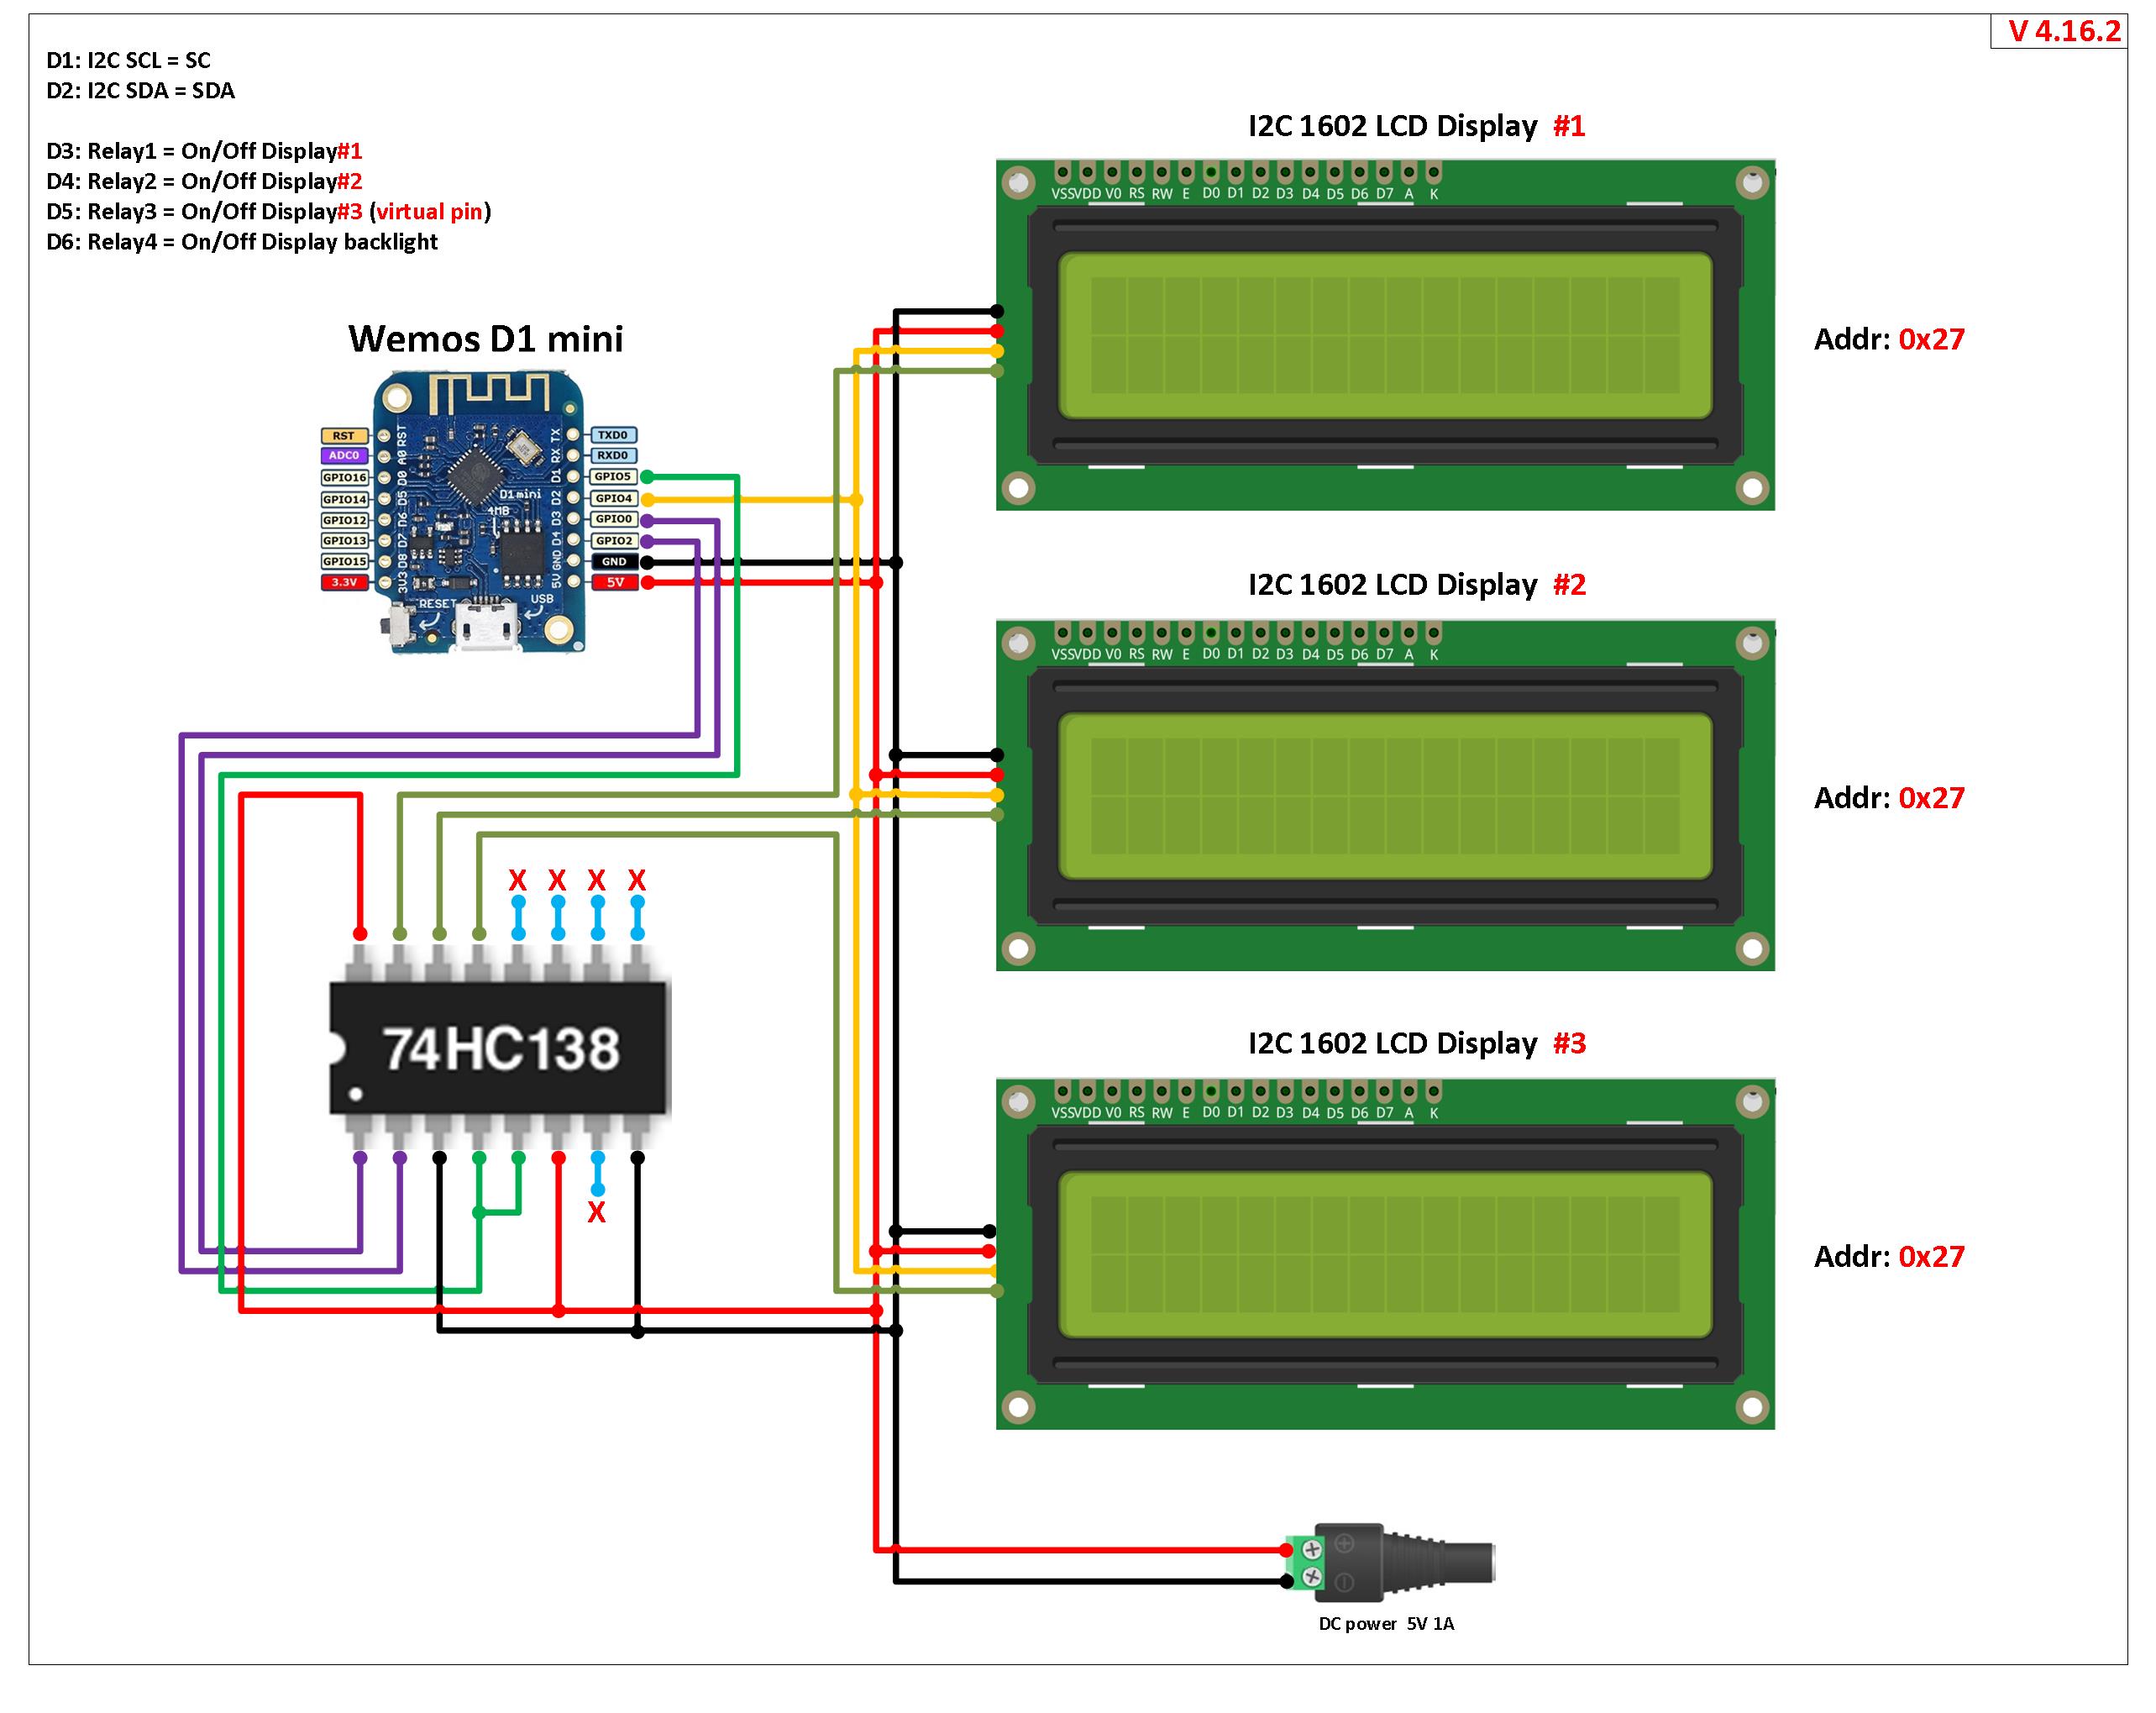 V 4.16.2
D1: I2C SCL = SC
D2: I2C SDA = SDA
D3: Relay1 = On/Off Display#1
D4: Relay2 = On/Off Display#2
D5: Relay3 = On/Off Display#3 (virtual pin)
D6: Relay4 = On/Off Display backlight
I2C 1602 LCD Display #1
VSS VDD V0 RS RW E D0 D1 D2 D3 D4 D5 D6 D7 A K
Addr: 0x27
Wemos D1 mini
RST RST TX TXD0
ADC0 A0 RX RXD0
GPIO16 D0 D1 GPIO5
GPIO14 D5 D2 GPIO4
GPIO12 D6 D3 GPIO0
GPIO13 D7 D4 GPIO2
GPIO15 D8 GND GND
3.3V 3V3 5V 5V
D1 mini
4MB
RESET
USB
I2C 1602 LCD Display #2
VSS VDD V0 RS RW E D0 D1 D2 D3 D4 D5 D6 D7 A K
Addr: 0x27
X X X X
74HC138
X
I2C 1602 LCD Display #3
VSS VDD V0 RS RW E D0 D1 D2 D3 D4 D5 D6 D7 A K
Addr: 0x27
DC power 5V 1A